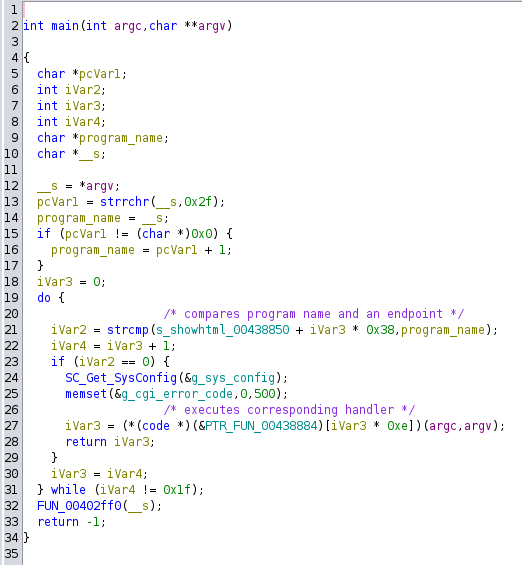 1
2 int main(int argc,char **argv)
3
4 {
5   char *pcVar1;
6   int iVar2;
7   int iVar3;
8   int iVar4;
9   char *program_name;
10   char *__s;
11
12   __s = *argv;
13   pcVar1 = strrchr(__s,0x2f);
14   program_name = __s;
15   if (pcVar1 != (char *)0x0) {
16     program_name = pcVar1 + 1;
17   }
18   iVar3 = 0;
19   do {
20                     /* compares program name and an endpoint */
21     iVar2 = strcmp(s_showhtml_00438850 + iVar3 * 0x38,program_name);
22     iVar4 = iVar3 + 1;
23     if (iVar2 == 0) {
24       SC_Get_SysConfig(&g_sys_config);
25       memset(&g_cgi_error_code,0,500);
26                     /* executes corresponding handler */
27       iVar3 = (*(code *)(&PTR_FUN_00438884)[iVar3 * 0xe])(argc,argv);
28       return iVar3;
29     }
30     iVar3 = iVar4;
31   } while (iVar4 != 0x1f);
32   FUN_00402ff0(__s);
33   return -1;
34 }
35